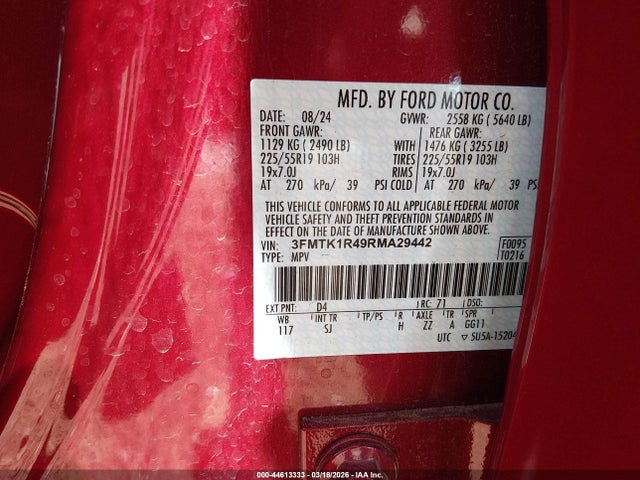 MFD. BY FORD MOTOR CO.
DATE: 08/24 GVWR: 2558 KG ( 5640 LB)
FRONT GAWR: REAR GAWR:
1129 KG ( 2490 LB) WITH 1476 KG ( 3255 LB)
225/55R19 103H TIRES 225/55R19 103H
19x7.0J RIMS 19x7.0J
AT 270 kPa/ 39 PSI COLD AT 270 kPa/ 39 PSI
THIS VEHICLE CONFORMS TO ALL APPLICABLE FEDERAL MOTOR
VEHICLE SAFETY AND THEFT PREVENTION STANDARDS IN
EFFECT ON THE DATE OF MANUFACTURE SHOWN ABOVE.
VIN: 3FMTK1R49RMA29442 F0095
TYPE: MPV T0216
EXT PNT: D4 RC: 71 DSO:
WB INT TR TP/PS R AXLE TR SPR
117 SJ H ZZ A GG11
UTC ▽ 5U5A-15204
000-44613333 - 03/18/2026 - IAA Inc.